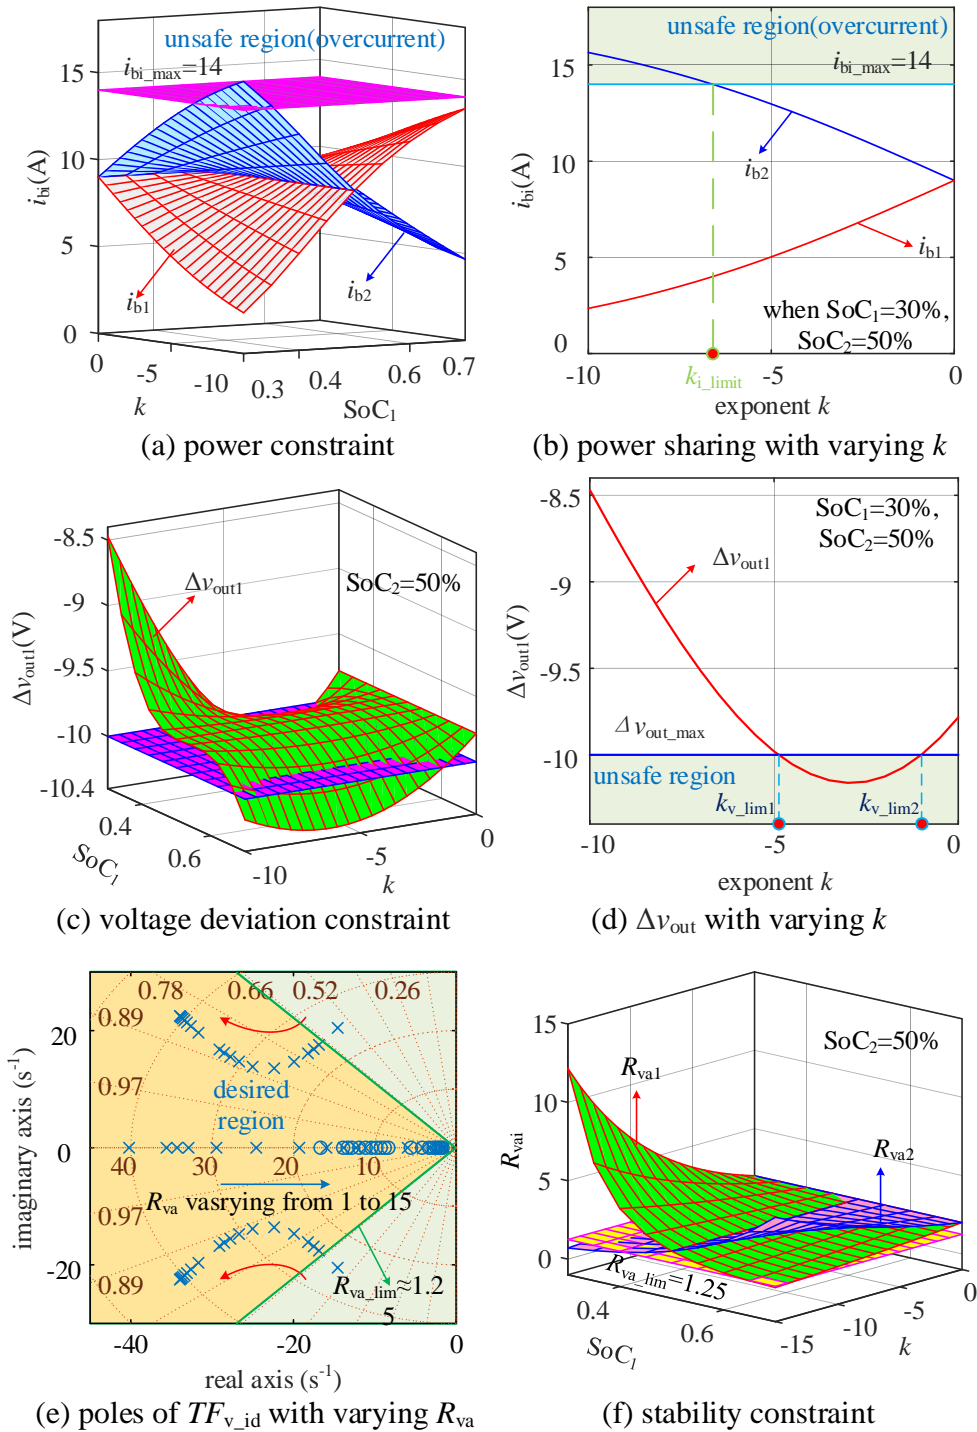 unsafe region(overcurrent)
i_bi_max=14
15
10
5
0
i_bi(A)
i_b1
i_b2
0
-5
-10
0.3
0.4
0.6
0.7
k
SoC1
(a) power constraint
unsafe region(overcurrent)
i_bi_max=14
15
10
5
0
i_bi(A)
i_b2
i_b1
when SoC1=30%,
SoC2=50%
-10
k_i_limit
-5
0
exponent k
(b) power sharing with varying k
-8.5
-9
-9.5
-10
-10.4
Δv_out1(V)
Δv_out1
SoC2=50%
0.4
0.6
SoC1
-10
-5
0
k
(c) voltage deviation constraint
-8.5
-9
-9.5
-10
Δv_out1(V)
SoC1=30%,
SoC2=50%
Δv_out1
Δv_out_max
unsafe region
k_v_lim1
k_v_lim2
-10
-5
0
exponent k
(d) Δv_out with varying k
0.78
0.66
0.52
0.26
0.89
20
0.97
desired
region
0
40
30
20
10
R_va vasrying from 1 to 15
0.97
-20
0.89
R_va_lim≈1.2
5
imaginary axis (s-1)
-40
-20
0
real axis (s-1)
(e) poles of TF_v_id with varying R_va
15
10
5
0
R_vai
SoC2=50%
R_va1
R_va2
R_va_lim=1.25
0.4
0.6
SoC1
-15
-10
-5
0
k
(f) stability constraint